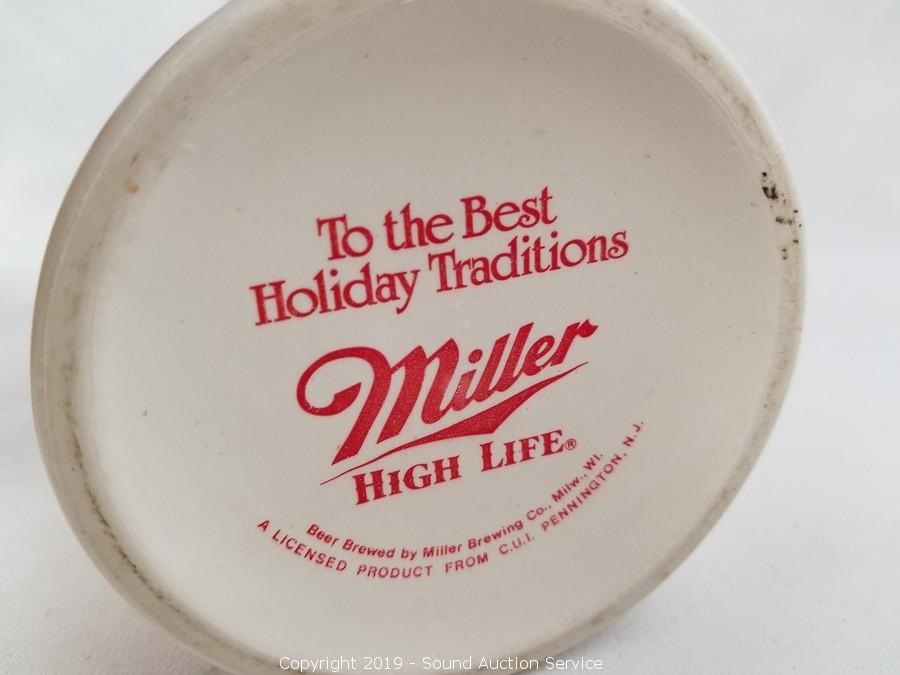 To the Best
Holiday Traditions
Miller
HIGH LIFE®
Beer Brewed by Miller Brewing Co., Milw., WI.
A LICENSED PRODUCT FROM C.U.I. PENNINGTON, N.J.
Copyright 2019 - Sound Auction Service